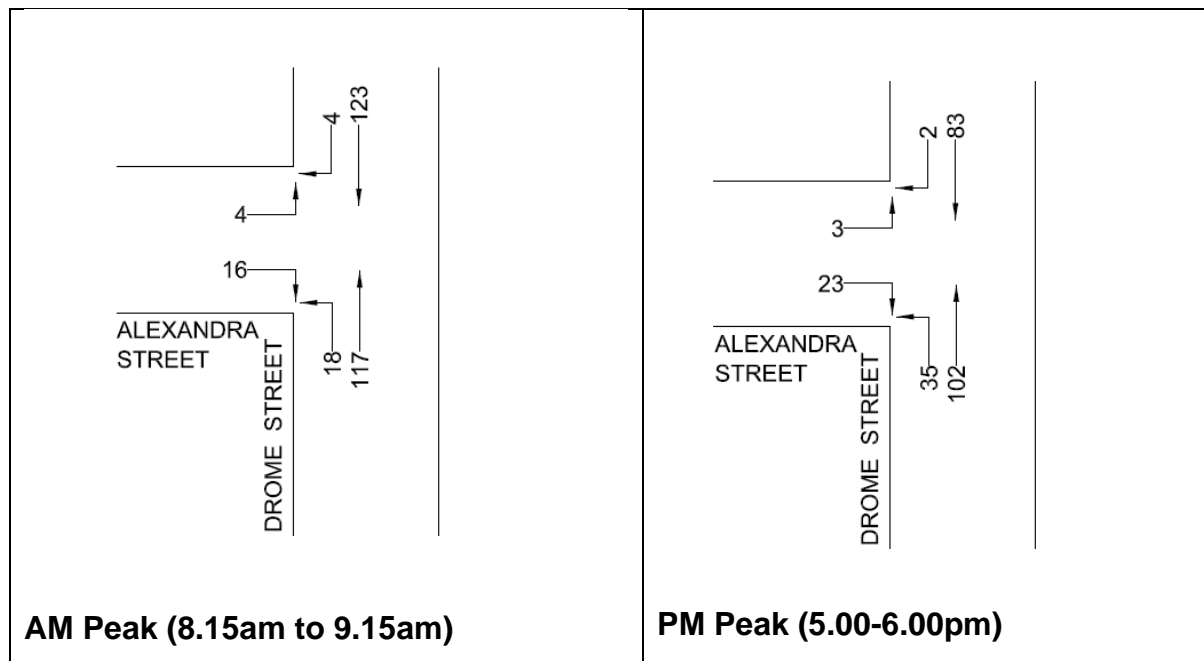 4
123
4
16
ALEXANDRA
STREET
DROME STREET
18
117
AM Peak (8.15am to 9.15am)
2
83
3
23
ALEXANDRA
STREET
DROME STREET
35
102
PM Peak (5.00-6.00pm)